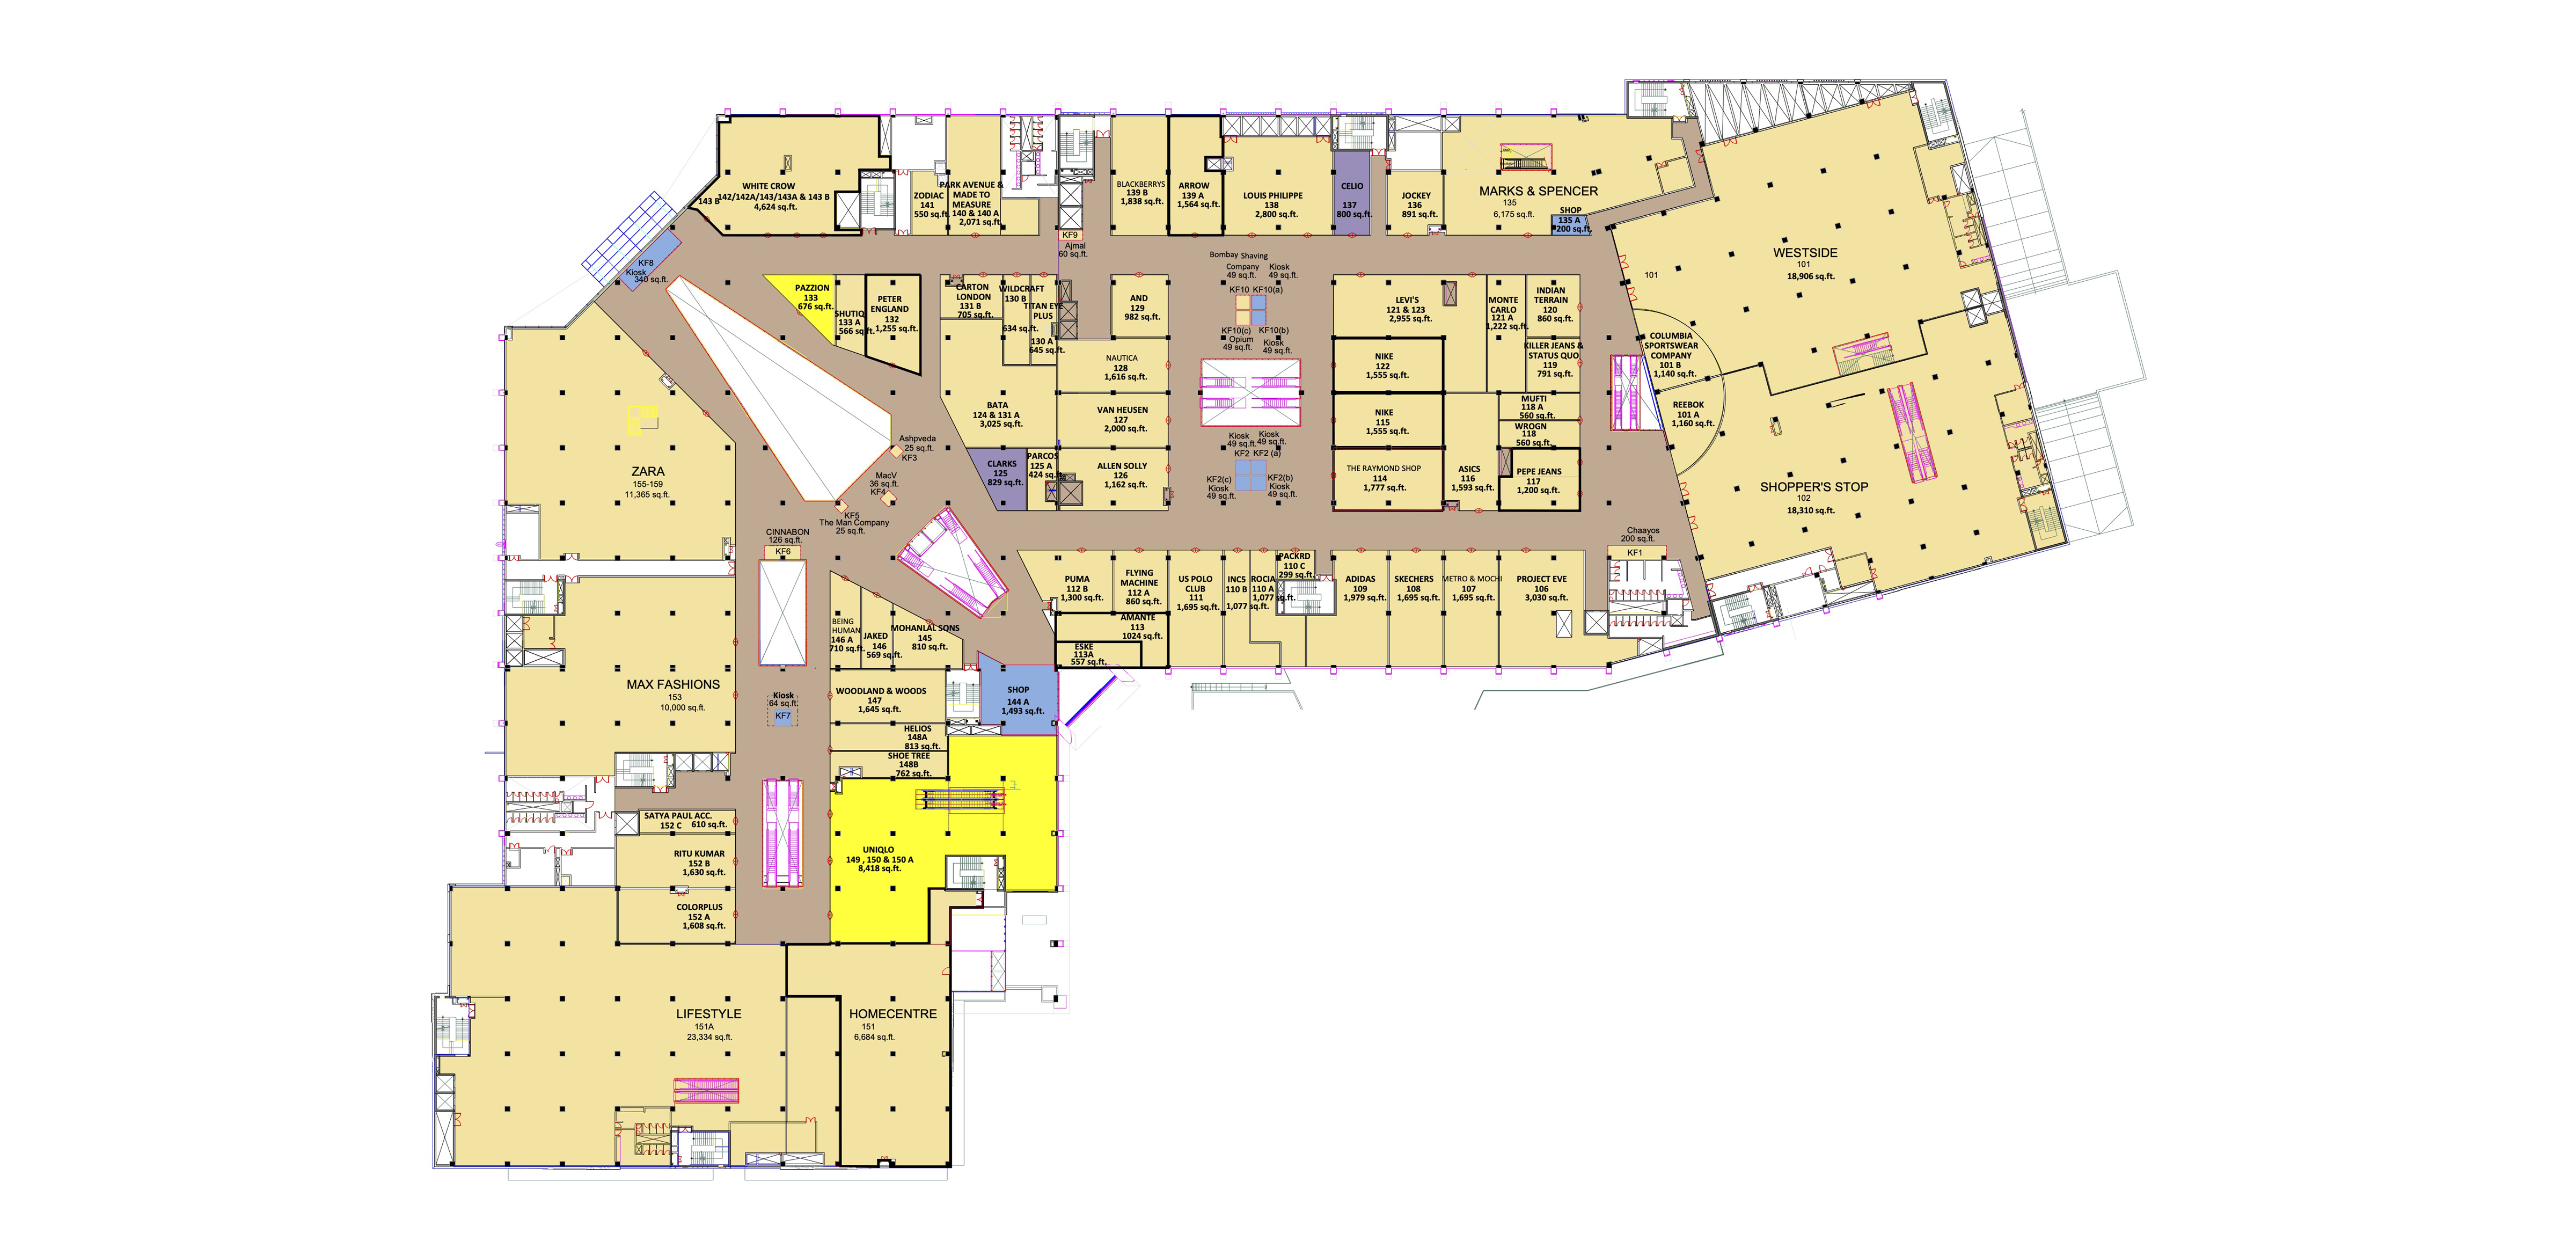 WHITE CROW
142/142A/143/143A & 143 B
143 B
4,624 sq.ft.
ZODIAC
141
550 sq.ft.
PARK AVENUE &
MADE TO
MEASURE
140 & 140 A
2,071 sq.ft.
BLACKBERRYS
139 B
1,838 sq.ft.
ARROW
139 A
1,564 sq.ft.
LOUIS PHILIPPE
138
2,800 sq.ft.
CELIO
137
800 sq.ft.
JOCKEY
136
891 sq.ft.
MARKS & SPENCER
135
6,175 sq.ft.
SHOP
135 A
200 sq.ft.
WESTSIDE
101
18,906 sq.ft.
101
KF9
Ajmal
60 sq.ft.
KF8
Kiosk
340 sq.ft.
Bombay Shaving
Company
49 sq.ft.
Kiosk
49 sq.ft.
KF10
KF10(a)
KF10(c)
Opium
49 sq.ft.
KF10(b)
Kiosk
49 sq.ft.
PAZZION
133
676 sq.ft.
SHUTIQ
133 A
566 sq.ft.
PETER
ENGLAND
132
1,255 sq.ft.
CARTON
LONDON
131 B
705 sq.ft.
WILDCRAFT
130 B
634 sq.ft.
TITAN EYE
PLUS
130 A
645 sq.ft.
AND
129
982 sq.ft.
NAUTICA
128
1,616 sq.ft.
LEVI'S
121 & 123
2,955 sq.ft.
MONTE
CARLO
121 A
1,222 sq.ft.
INDIAN
TERRAIN
120
860 sq.ft.
KILLER JEANS &
STATUS QUO
119
791 sq.ft.
NIKE
122
1,555 sq.ft.
COLUMBIA
SPORTSWEAR
COMPANY
101 B
1,140 sq.ft.
REEBOK
101 A
1,160 sq.ft.
BATA
124 & 131 A
3,025 sq.ft.
VAN HEUSEN
127
2,000 sq.ft.
NIKE
115
1,555 sq.ft.
MUFTI
118 A
560 sq.ft.
WROGN
118
560 sq.ft.
Ashpveda
25 sq.ft.
KF3
MacV
36 sq.ft.
KF4
KF5
The Man Company
25 sq.ft.
CLARKS
125
829 sq.ft.
PARCOS
125 A
424 sq.ft.
ALLEN SOLLY
126
1,162 sq.ft.
Kiosk
49 sq.ft.
Kiosk
49 sq.ft.
KF2
KF2 (a)
KF2(c)
Kiosk
49 sq.ft.
KF2(b)
Kiosk
49 sq.ft.
THE RAYMOND SHOP
114
1,777 sq.ft.
ASICS
116
1,593 sq.ft.
PEPE JEANS
117
1,200 sq.ft.
SHOPPER'S STOP
102
18,310 sq.ft.
ZARA
155-159
11,365 sq.ft.
CINNABON
126 sq.ft.
KF6
Chaayos
200 sq.ft.
KF1
PUMA
112 B
1,300 sq.ft.
FLYING
MACHINE
112 A
860 sq.ft.
US POLO
CLUB
111
1,695 sq.ft.
INC5
110 B
1,077 sq.ft.
ROCIA
110 A
1,077 sq.ft.
PACKRD
110 C
299 sq.ft.
ADIDAS
109
1,979 sq.ft.
SKECHERS
108
1,695 sq.ft.
METRO & MOCHI
107
1,695 sq.ft.
PROJECT EVE
106
3,030 sq.ft.
AMANTE
113
1024 sq.ft.
ESKE
113A
557 sq.ft.
BEING
HUMAN
146 A
710 sq.ft.
JAKED
146
569 sq.ft.
MOHANLAL SONS
145
810 sq.ft.
MAX FASHIONS
153
10,000 sq.ft.
Kiosk
64 sq.ft.
KF7
WOODLAND & WOODS
147
1,645 sq.ft.
SHOP
144 A
1,493 sq.ft.
HELIOS
148A
813 sq.ft.
SHOE TREE
148B
762 sq.ft.
SATYA PAUL ACC.
152 C 610 sq.ft.
RITU KUMAR
152 B
1,630 sq.ft.
UNIQLO
149 , 150 & 150 A
8,418 sq.ft.
COLORPLUS
152 A
1,608 sq.ft.
LIFESTYLE
151A
23,334 sq.ft.
HOMECENTRE
151
6,684 sq.ft.